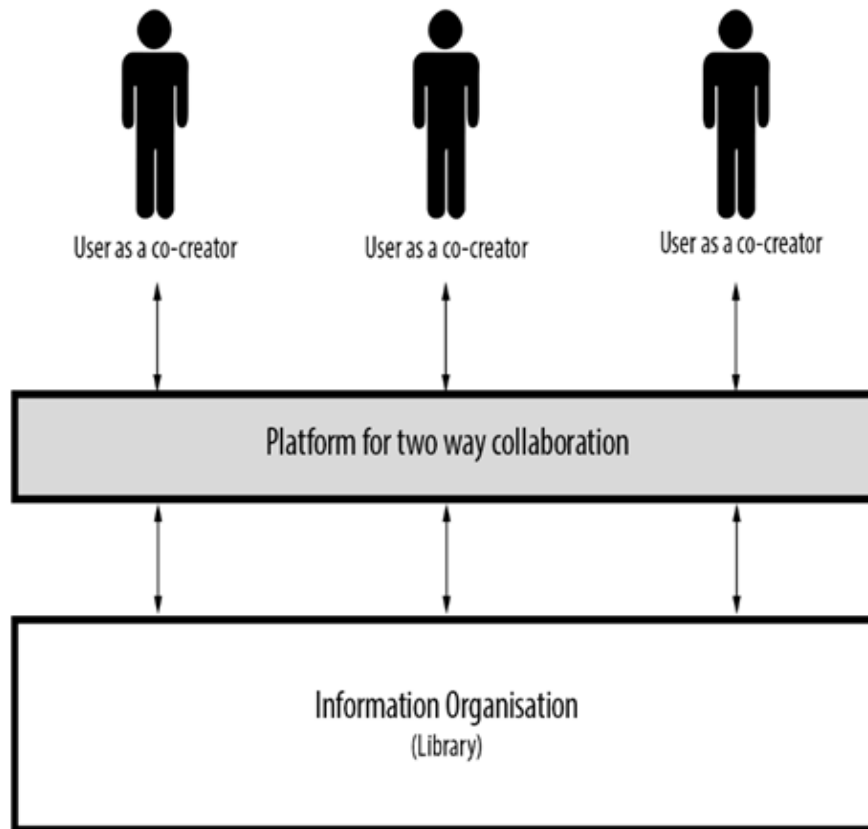 User as a co-creator
User as a co-creator
User as a co-creator
Platform for two way collaboration
Information Organisation
(Library)